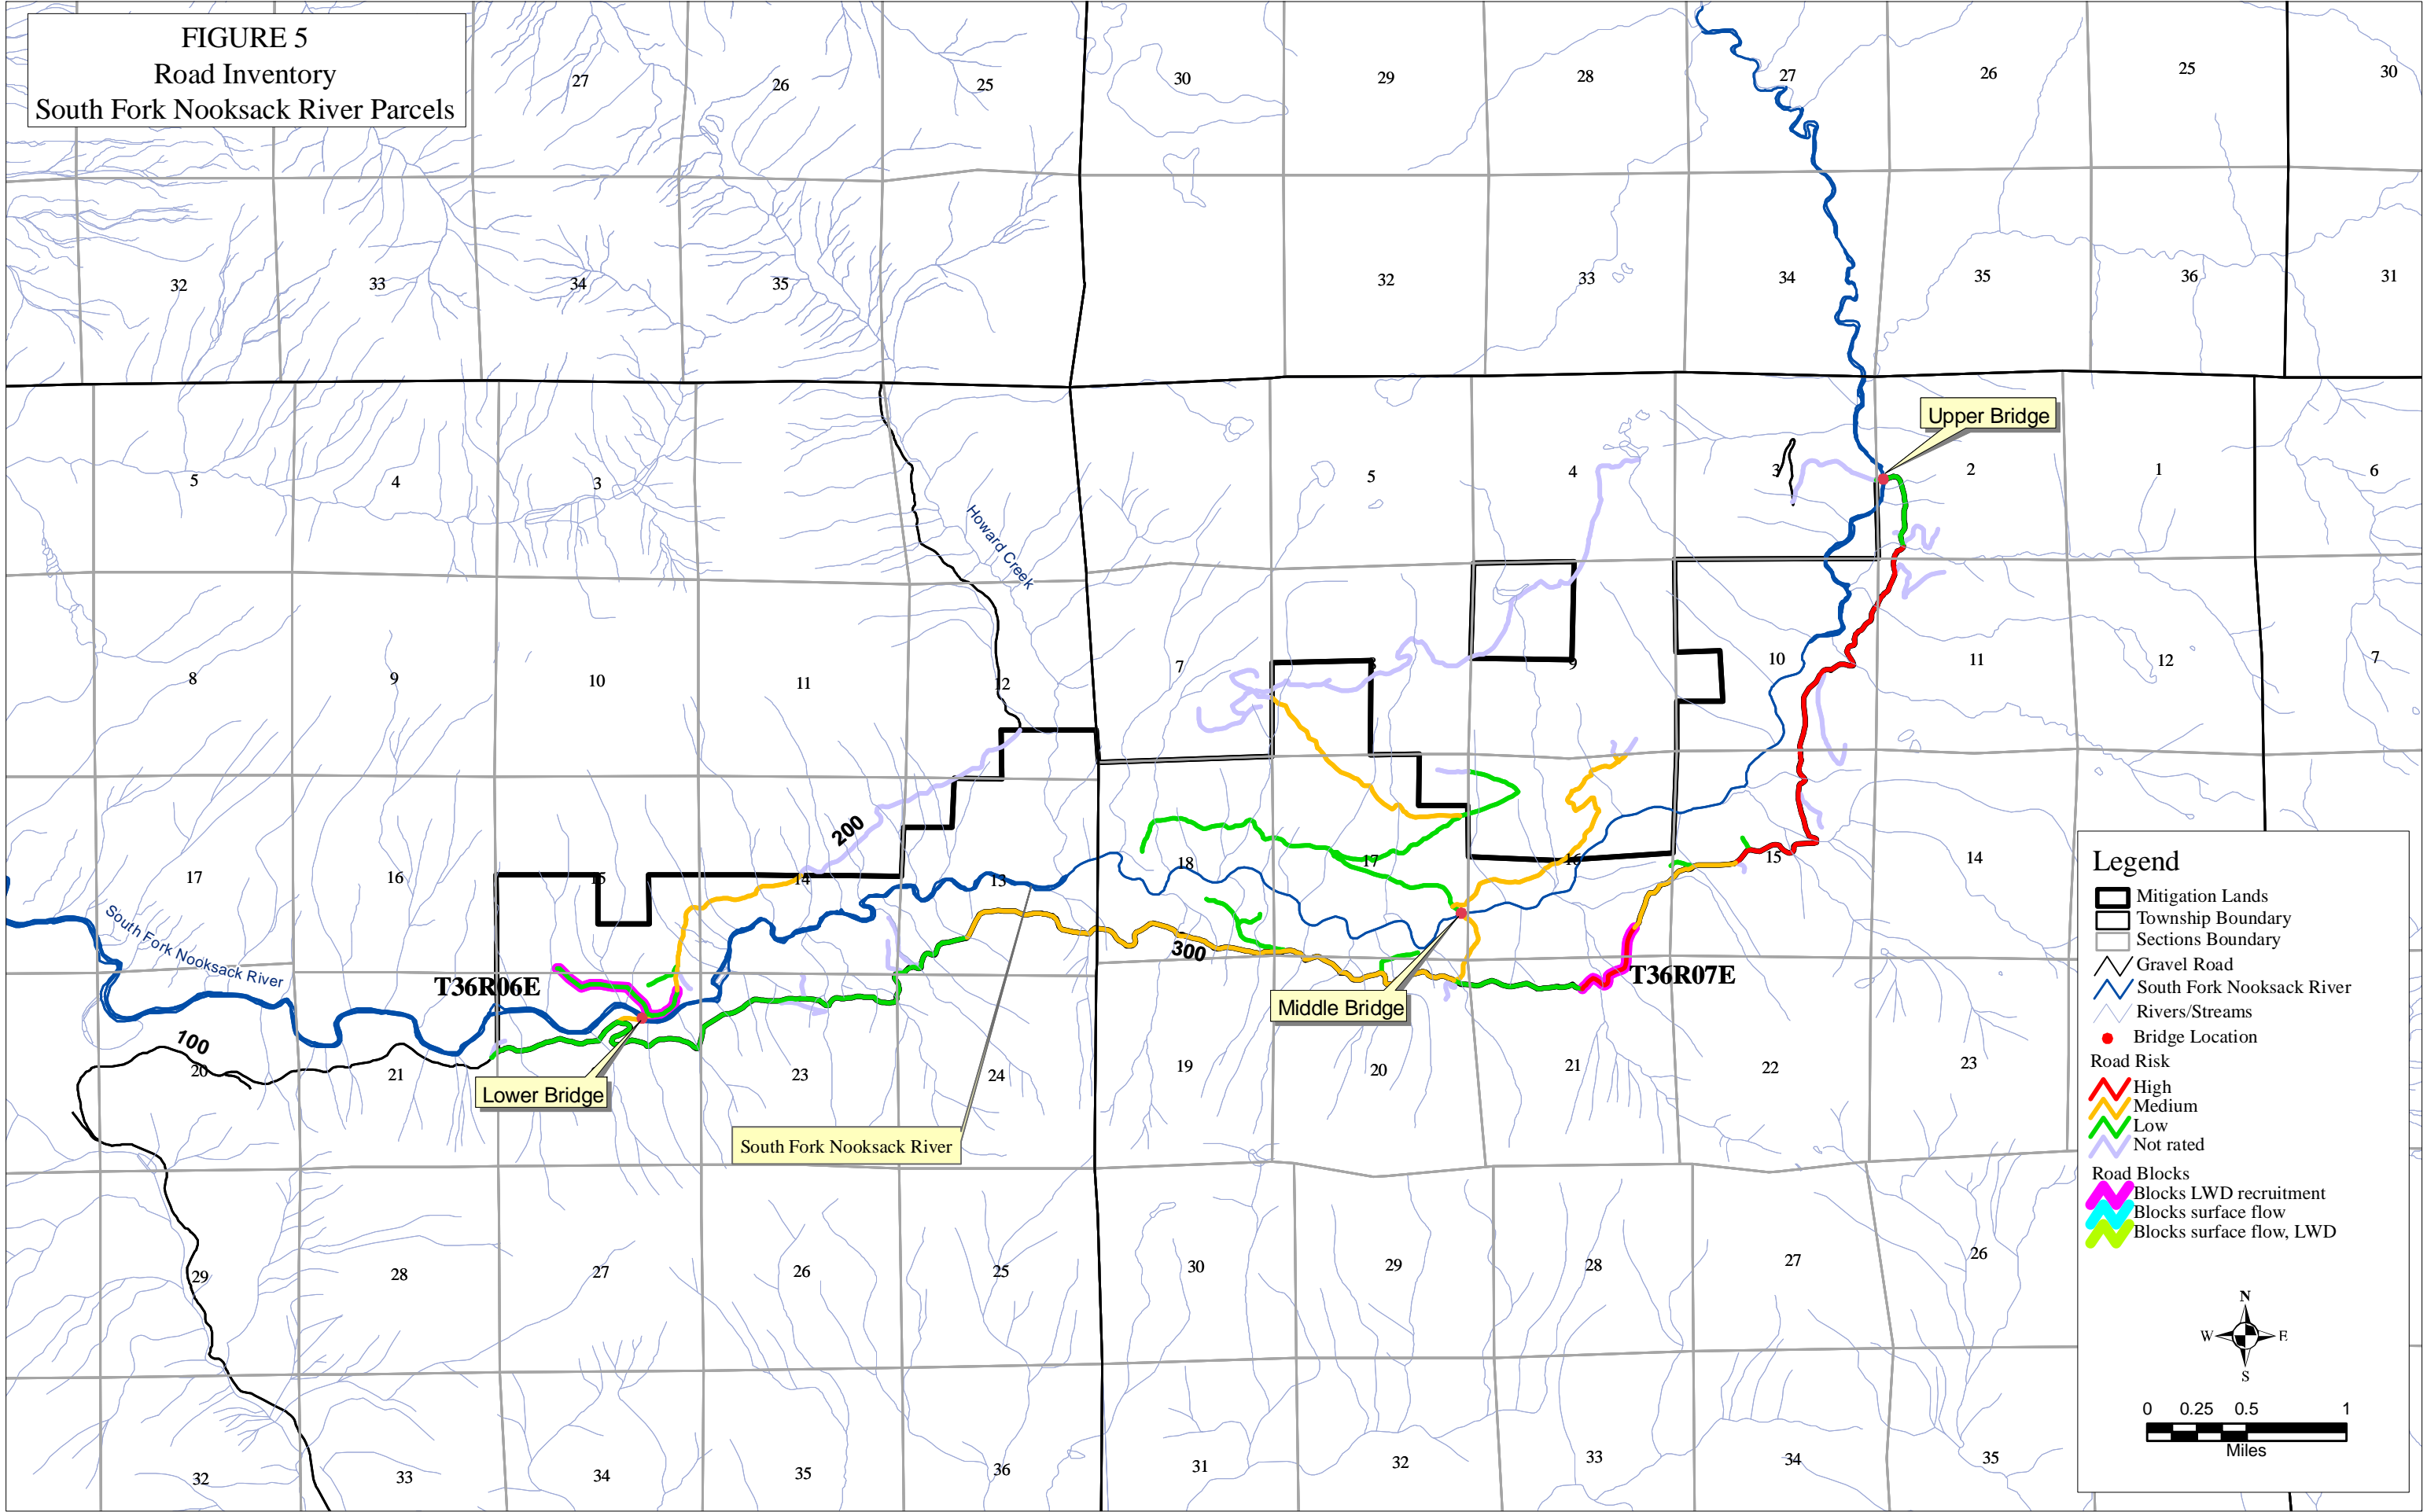 FIGURE 5
Road Inventory
South Fork Nooksack River Parcels
27 26 25 30 29 28 27 26 25 30
32 33 34 35 32 33 34 35 36 31
Upper Bridge
5 4 3 5 4 3 2 1 6
Howard Creek
8 9 10 11 12 7 8 9 10 11 12 7
200
17 16 15 14 13 18 17 16 15 14
South Fork Nooksack River
300
T36R06E
T36R07E
Middle Bridge
100
20 21 23 24 19 20 21 22 23
Lower Bridge
South Fork Nooksack River
29 28 27 26 25 30 29 28 27 26
32 33 34 35 36 31 32 33 34 35
Legend
Mitigation Lands
Township Boundary
Sections Boundary
Gravel Road
South Fork Nooksack River
Rivers/Streams
Bridge Location
Road Risk
High
Medium
Low
Not rated
Road Blocks
Blocks LWD recruitment
Blocks surface flow
Blocks surface flow, LWD
N
W E
S
0 0.25 0.5 1
Miles